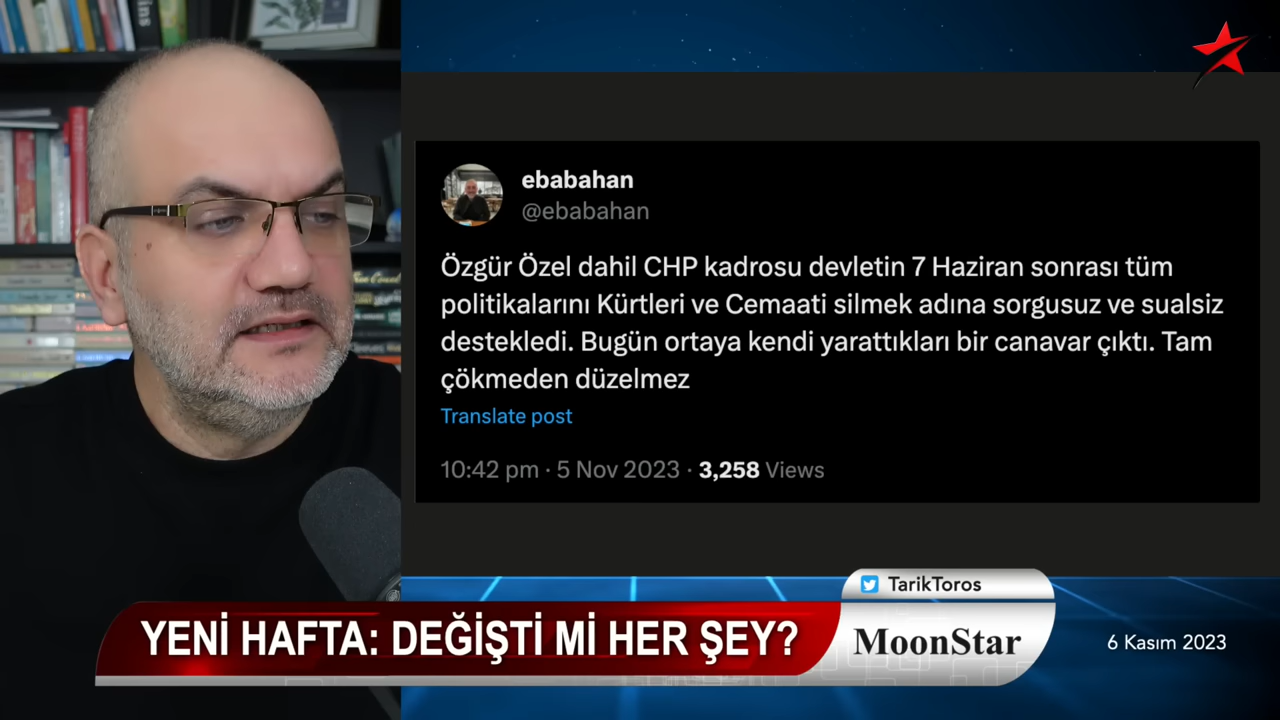 ebabahan
@ebabahan
Özgür Özel dahil CHP kadrosu devletin 7 Haziran sonrası tüm
politikalarını Kürtleri ve Cemaati silmek adına sorgusuz ve sualsiz
destekledi. Bugün ortaya kendi yarattıkları bir canavar çıktı. Tam
çökmeden düzelmez
Translate post
10:42 pm · 5 Nov 2023 · 3,258 Views
TarikToros
YENİ HAFTA: DEĞİŞTİ Mİ HER ŞEY?
MoonStar
6 Kasım 2023